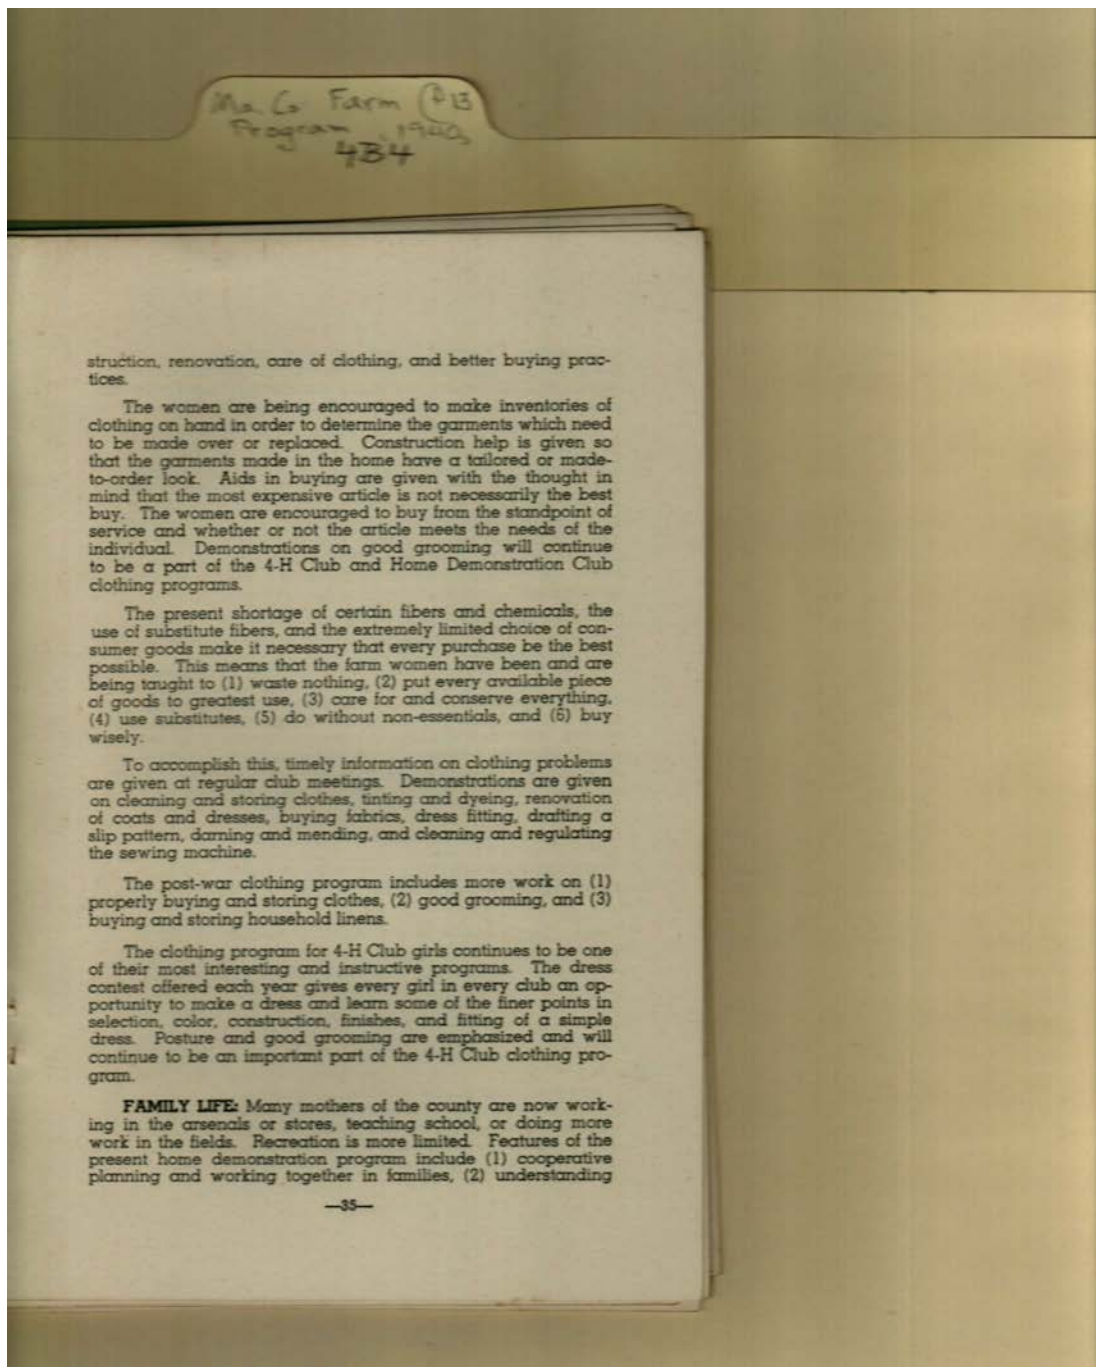 Ma. Co Farm P 13
Program, 1940s
4B4
struction, renovation, care of clothing, and better buying prac-
tices.
The women are being encouraged to make inventories of
clothing on hand in order to determine the garments which need
to be made over or replaced. Construction help is given so
that the garments made in the home have a tailored or made-
to-order look. Aids in buying are given with the thought in
mind that the most expensive article is not necessarily the best
buy. The women are encouraged to buy from the standpoint of
service and whether or not the article meets the needs of the
individual. Demonstrations on good grooming will continue
to be a part of the 4-H Club and Home Demonstration Club
clothing programs.
The present shortage of certain fibers and chemicals, the
use of substitute fibers, and the extremely limited choice of con-
sumer goods make it necessary that every purchase be the best
possible. This means that the farm women have been and are
being taught to (1) waste nothing, (2) put every available piece
of goods to greatest use, (3) care for and conserve everything,
(4) use substitutes, (5) do without non-essentials, and (6) buy
wisely.
To accomplish this, timely information on clothing problems
are given at regular club meetings. Demonstrations are given
on cleaning and storing clothes, tinting and dyeing, renovation
of coats and dresses, buying fabrics, dress fitting, drafting a
slip pattern, darning and mending, and cleaning and regulating
the sewing machine.
The post-war clothing program includes more work on (1)
properly buying and storing clothes, (2) good grooming, and (3)
buying and storing household linens.
The clothing program for 4-H Club girls continues to be one
of their most interesting and instructive programs. The dress
contest offered each year gives every girl in every club an op-
portunity to make a dress and learn some of the finer points in
selection, color, construction, finishes, and fitting of a simple
dress. Posture and good grooming are emphasized and will
continue to be an important part of the 4-H Club clothing pro-
gram.
FAMILY LIFE: Many mothers of the county are now work-
ing in the arsenals or stores, teaching school, or doing more
work in the fields. Recreation is more limited. Features of the
present home demonstration program include (1) cooperative
planning and working together in families, (2) understanding
—35—